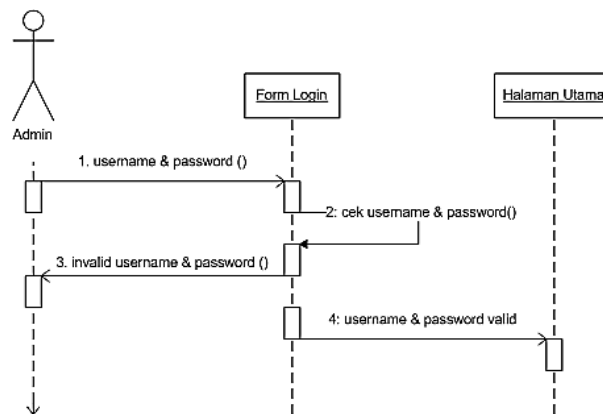 Form Login
Halaman Utama
Admin
1. username & password ()
2: cek username & password()
3. invalid username & password ()
4: username & password valid